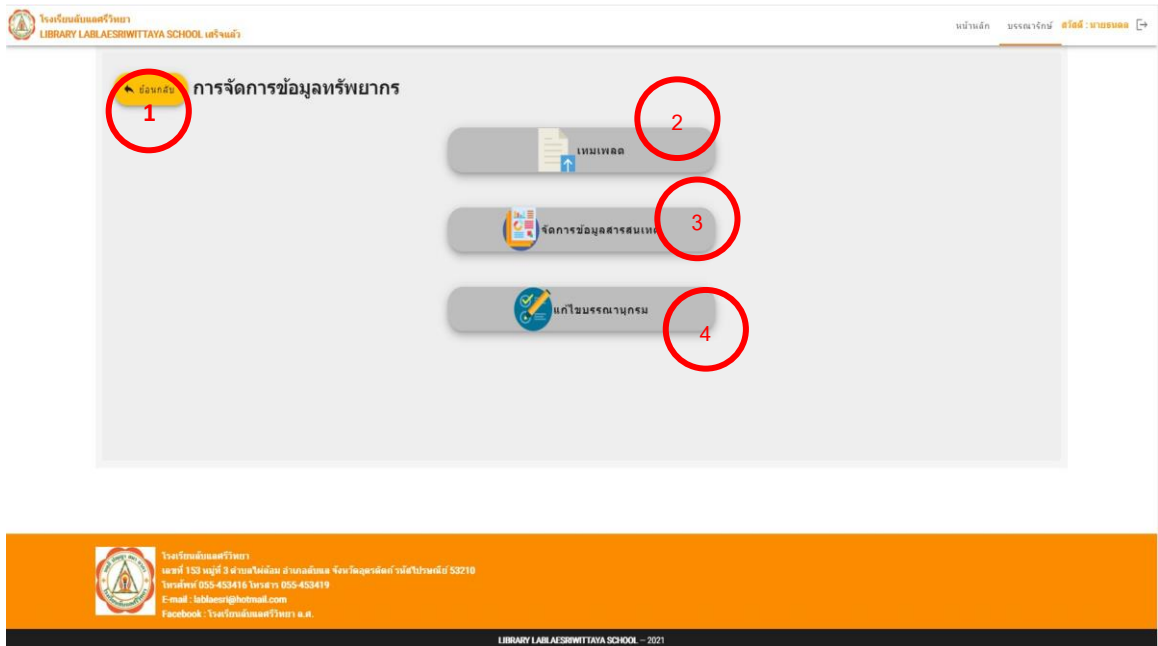 โรงเรียนลับแลศรีวิทยา
LIBRARY LABLAESRIWITTAYA SCHOOL เสร็จแล้ว
หน้าหลัก บรรณารักษ์ สวัสดี : นายธนดล
ย้อนกลับ การจัดการข้อมูลทรัพยากร
1
2
เทมเพลต
3
จัดการข้อมูลสารสนเทศ
แก้ไขบรรณานุกรม
4
โรงเรียนลับแลศรีวิทยา
เลขที่ 153 หมู่ที่ 3 ตำบลไผ่ล้อม อำเภอลับแล จังหวัดอุตรดิตถ์ รหัสไปรษณีย์ 53210
โทรศัพท์ 055-453416 โทรสาร 055-453419
E-mail : lablaesri@hotmail.com
Facebook : โรงเรียนลับแลศรีวิทยา ล.ศ.
LIBRARY LABLAESRIWITTAYA SCHOOL – 2021